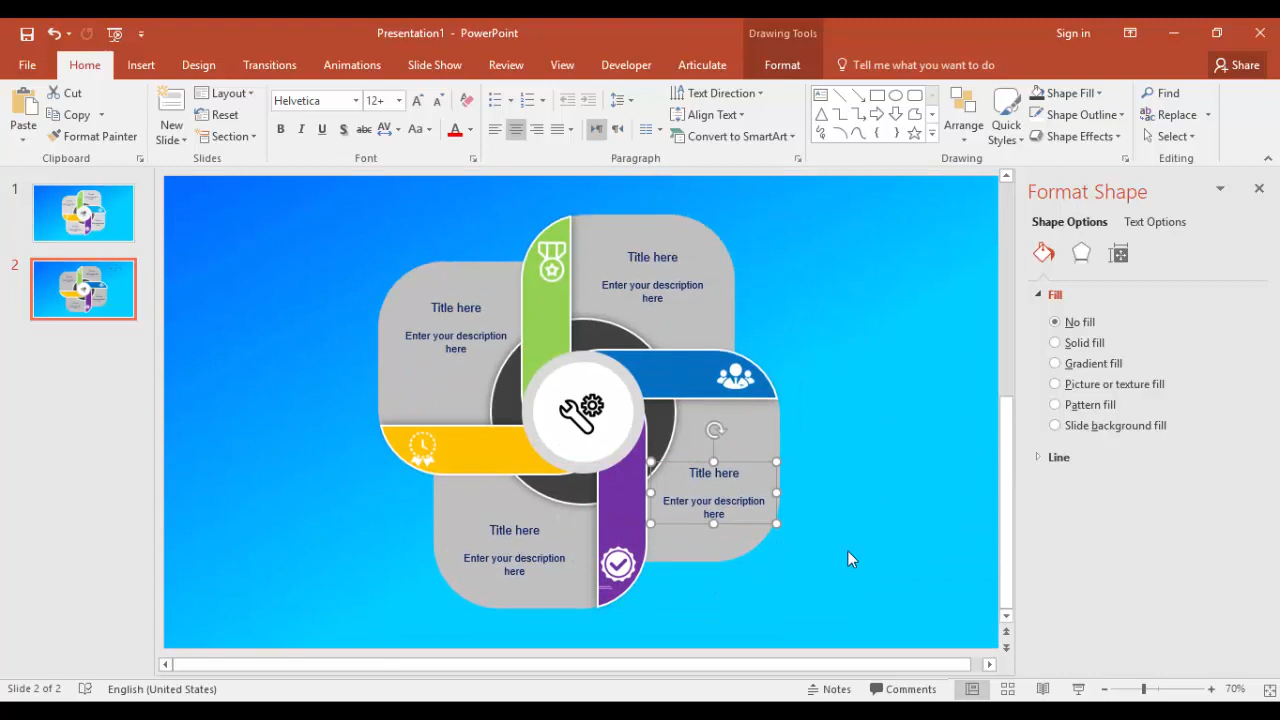 Presentation1 - PowerPoint
Drawing Tools
Sign in
File
Home
Insert
Design
Transitions
Animations
Slide Show
Review
View
Developer
Articulate
Format
Tell me what you want to do
Share
Paste
Cut
Copy
Format Painter
Clipboard
New
Slide
Layout
Reset
Section
Slides
Helvetica
12+
B I U S abc AV Aa A
Font
Text Direction
Align Text
Convert to SmartArt
Paragraph
Arrange
Quick
Styles
Shape Fill
Shape Outline
Shape Effects
Drawing
Find
Replace
Select
Editing
1
2
Title here
Enter your description
here
Title here
Enter your description
here
Title here
Enter your description
here
Title here
Enter your description
here
Format Shape
Shape Options
Text Options
Fill
No fill
Solid fill
Gradient fill
Picture or texture fill
Pattern fill
Slide background fill
Line
Slide 2 of 2
English (United States)
Notes
Comments
70%